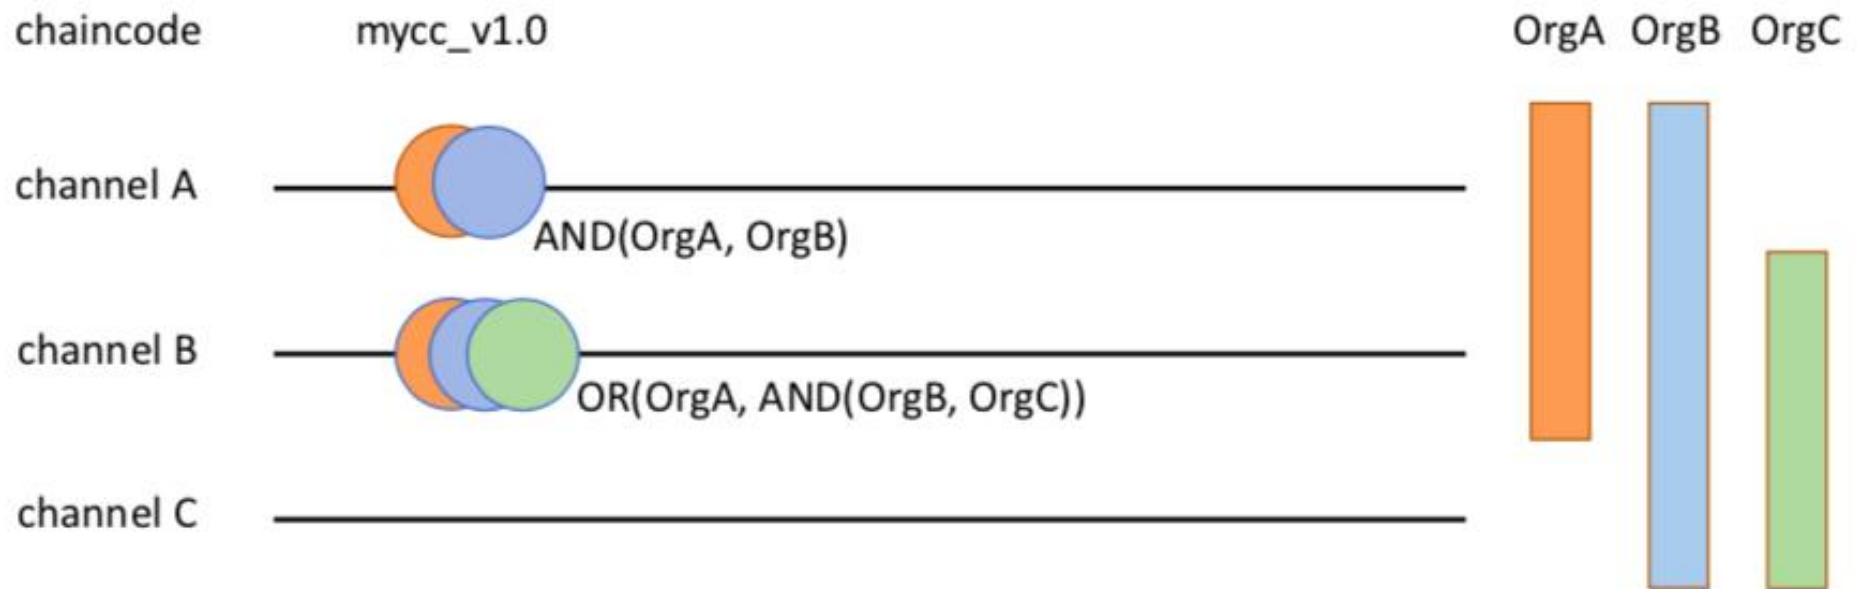 chaincode mycc_v1.0 OrgA OrgB OrgC
channel A
AND(OrgA, OrgB)
channel B
OR(OrgA, AND(OrgB, OrgC))
channel C